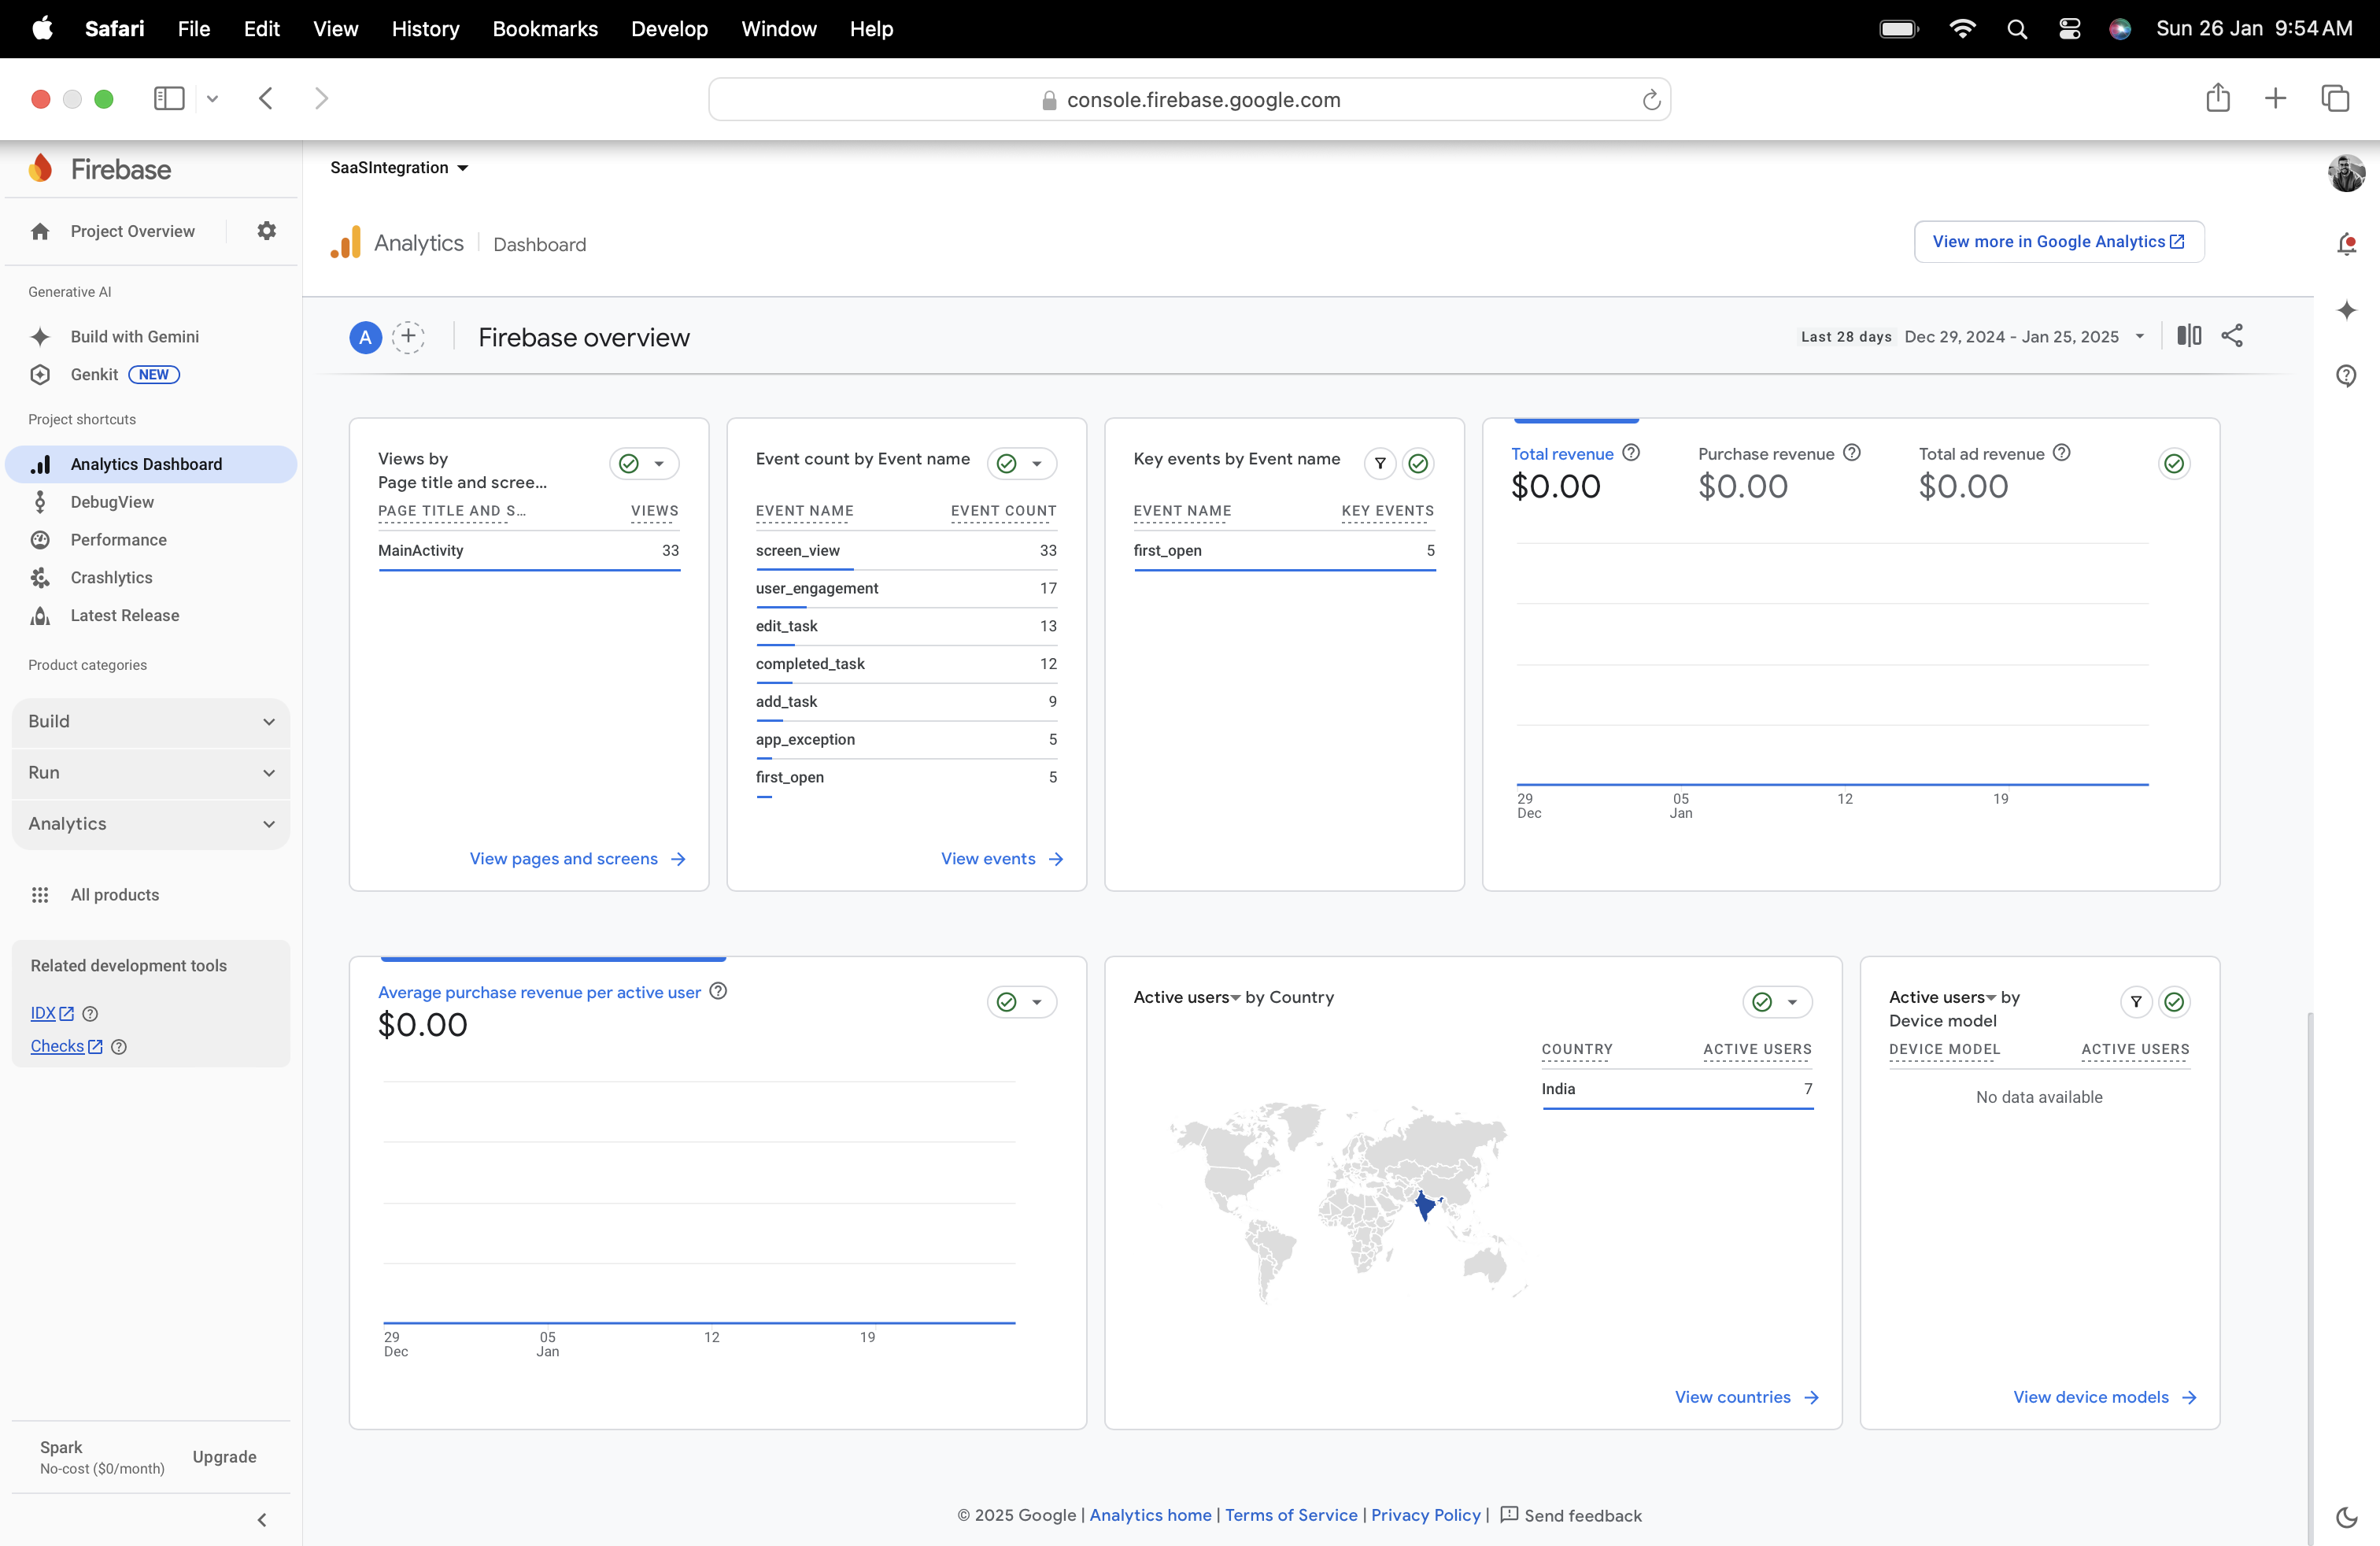 Safari File Edit View History Bookmarks Develop Window Help Sun 26 Jan 9:54 AM
console.firebase.google.com
Firebase
Project Overview
Generative AI
Build with Gemini
Genkit NEW
Project shortcuts
Analytics Dashboard
DebugView
Performance
Crashlytics
Latest Release
Product categories
Build
Run
Analytics
All products
Related development tools
IDX
Checks
Spark
No-cost ($0/month)
Upgrade
SaaSIntegration
Analytics Dashboard
View more in Google Analytics
A Firebase overview
Last 28 days Dec 29, 2024 - Jan 25, 2025
Views by
Page title and scree...
PAGE TITLE AND S... VIEWS
MainActivity 33
View pages and screens
Event count by Event name
EVENT NAME EVENT COUNT
screen_view 33
user_engagement 17
edit_task 13
completed_task 12
add_task 9
app_exception 5
first_open 5
View events
Key events by Event name
EVENT NAME KEY EVENTS
first_open 5
Total revenue Purchase revenue Total ad revenue
$0.00 $0.00 $0.00
29 05 12 19
Dec Jan
Average purchase revenue per active user
$0.00
29 05 12 19
Dec Jan
Active users by Country
COUNTRY ACTIVE USERS
India 7
View countries
Active users by
Device model
DEVICE MODEL ACTIVE USERS
No data available
View device models
© 2025 Google | Analytics home | Terms of Service | Privacy Policy | Send feedback